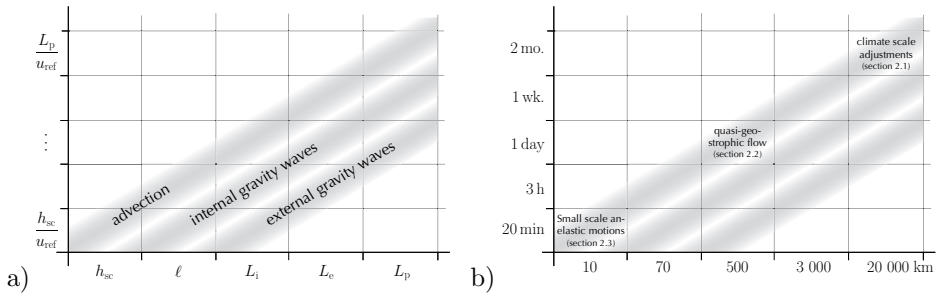 L_p
u_ref
⋮
h_sc
u_ref
advection
internal gravity waves
external gravity waves
h_sc ℓ L_i L_e L_p
a)
2 mo.
1 wk.
1 day
3 h
20 min
climate scale
adjustments
(section 2.1)
quasi-geo-
strophic flow
(section 2.2)
Small scale an-
elastic motions
(section 2.3)
10 70 500 3 000 20 000 km
b)